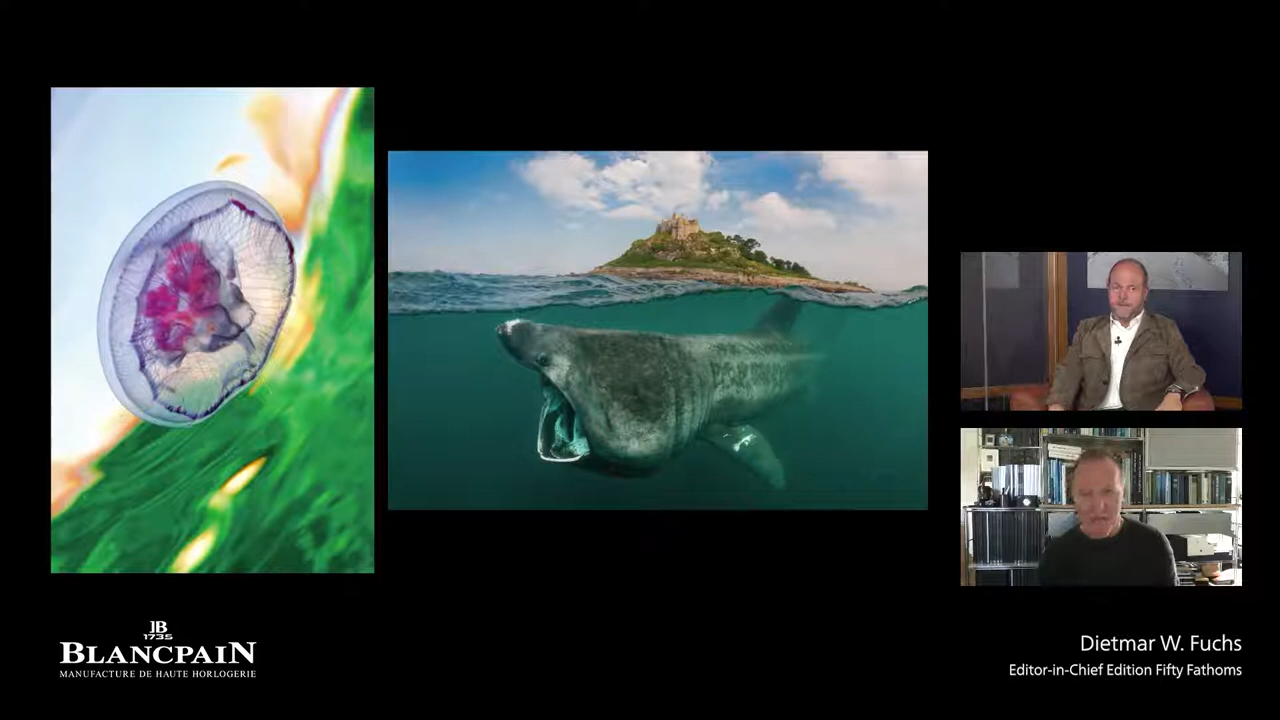 JB
1735
BLANCPAIN
MANUFACTURE DE HAUTE HORLOGERIE
Dietmar W. Fuchs
Editor-in-Chief Edition Fifty Fathoms